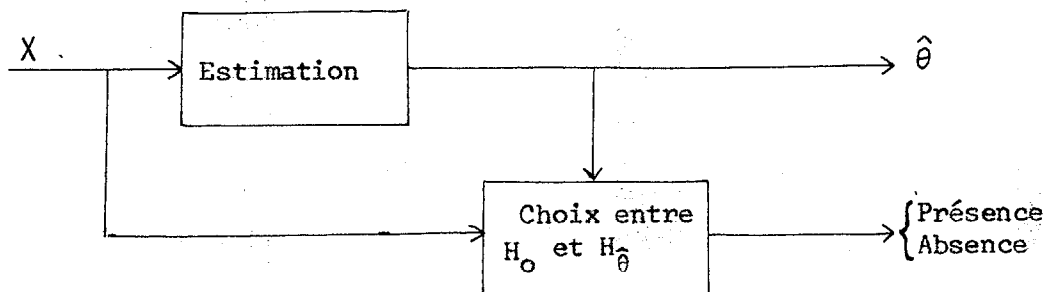 X
Estimation
θ̂
Choix entre
H₀ et H_θ̂
{Présence
Absence